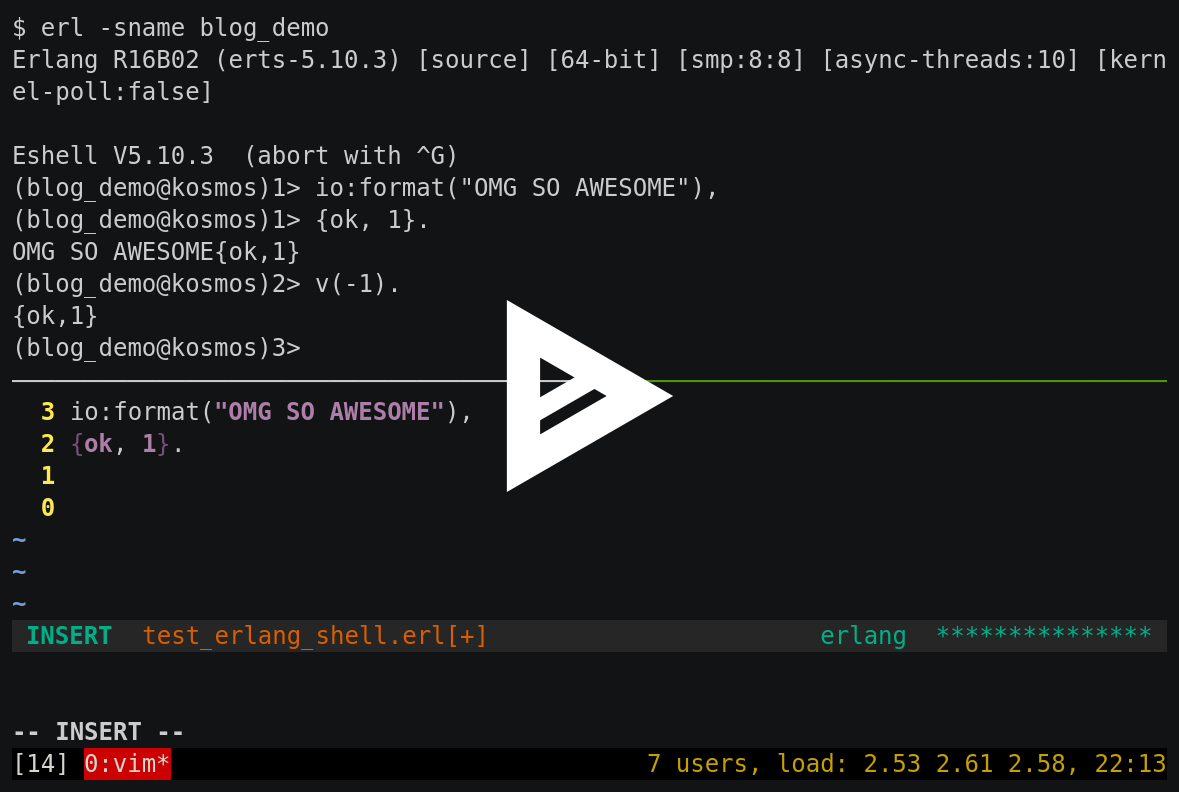 $ erl -sname blog_demo
Erlang R16B02 (erts-5.10.3) [source] [64-bit] [smp:8:8] [async-threads:10] [kern
el-poll:false]
Eshell V5.10.3  (abort with ^G)
(blog_demo@kosmos)1> io:format("OMG SO AWESOME"),
(blog_demo@kosmos)1> {ok, 1}.
OMG SO AWESOME{ok,1}
(blog_demo@kosmos)2> v(-1).
{ok,1}
(blog_demo@kosmos)3>
3 io:format("OMG SO AWESOME"),
2 {ok, 1}.
1
0
~
~
~
INSERT  test_erlang_shell.erl[+]  erlang  ***************
-- INSERT --
[14] 0:vim*  7 users, load: 2.53 2.61 2.58, 22:13